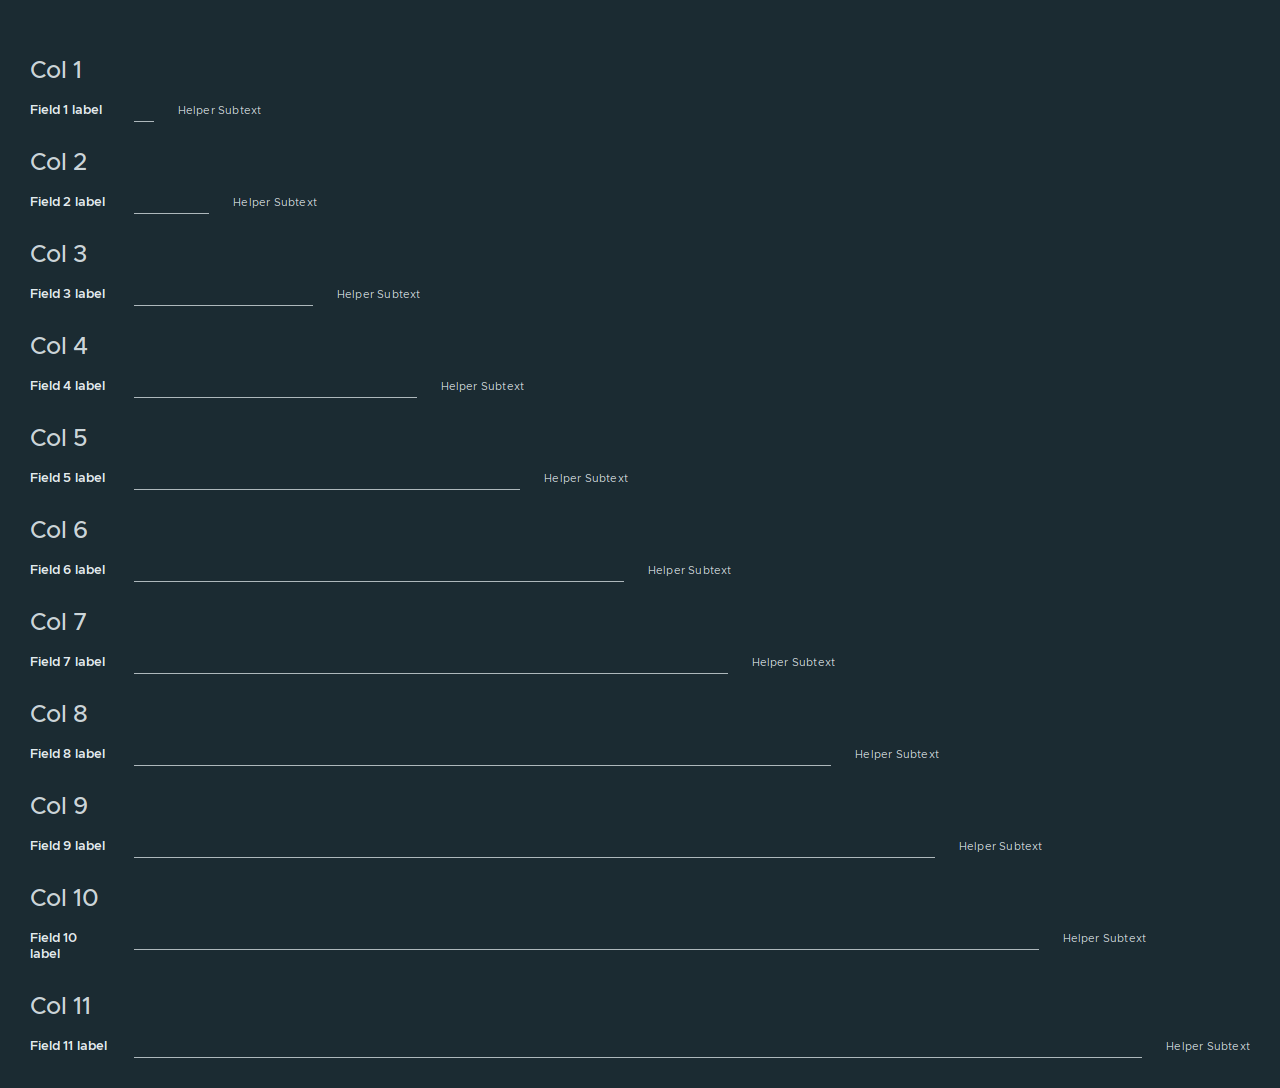 Col 1
Field 1 label Helper Subtext
Col 2
Field 2 label Helper Subtext
Col 3
Field 3 label Helper Subtext
Col 4
Field 4 label Helper Subtext
Col 5
Field 5 label Helper Subtext
Col 6
Field 6 label Helper Subtext
Col 7
Field 7 label Helper Subtext
Col 8
Field 8 label Helper Subtext
Col 9
Field 9 label Helper Subtext
Col 10
Field 10 Helper Subtext
label
Col 11
Field 11 label Helper Subtext